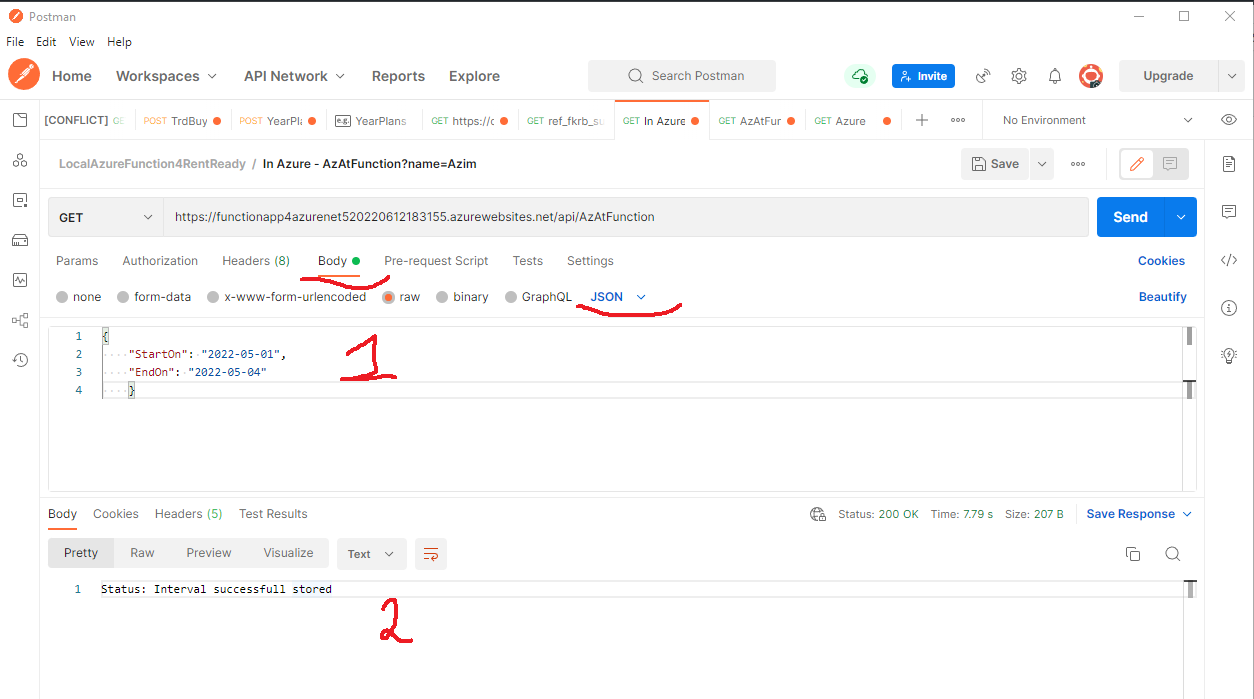 Postman
File Edit View Help
Home Workspaces API Network Reports Explore Search Postman Invite Upgrade
[CONFLICT] GE POST TrdBuy POST YearPl e.g. YearPlans GET https://c GET ref_fkrb_su GET In Azure GET AzAtFur GET Azure No Environment
LocalAzureFunction4RentReady / In Azure - AzAtFunction?name=Azim Save
GET https://functionapp4azurenet520220612183155.azurewebsites.net/api/AzAtFunction Send
Params Authorization Headers (8) Body Pre-request Script Tests Settings Cookies
none form-data x-www-form-urlencoded raw binary GraphQL JSON Beautify
1 {
2 "StartOn": "2022-05-01",
3 "EndOn": "2022-05-04"
4 }
1
Body Cookies Headers (5) Test Results Status: 200 OK Time: 7.79 s Size: 207 B Save Response
Pretty Raw Preview Visualize Text
1 Status: Interval successfull stored
2